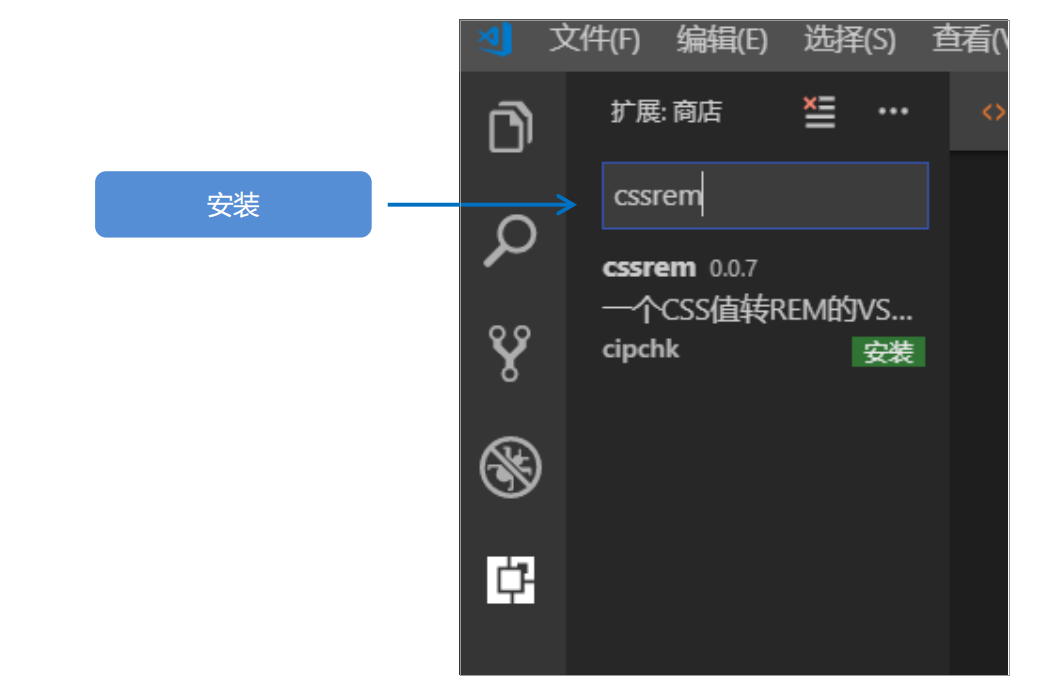 文件(F) 编辑(E) 选择(S) 查看(V
扩展: 商店
安装
cssrem
cssrem 0.0.7
一个CSS值转REM的VS...
cipchk 安装